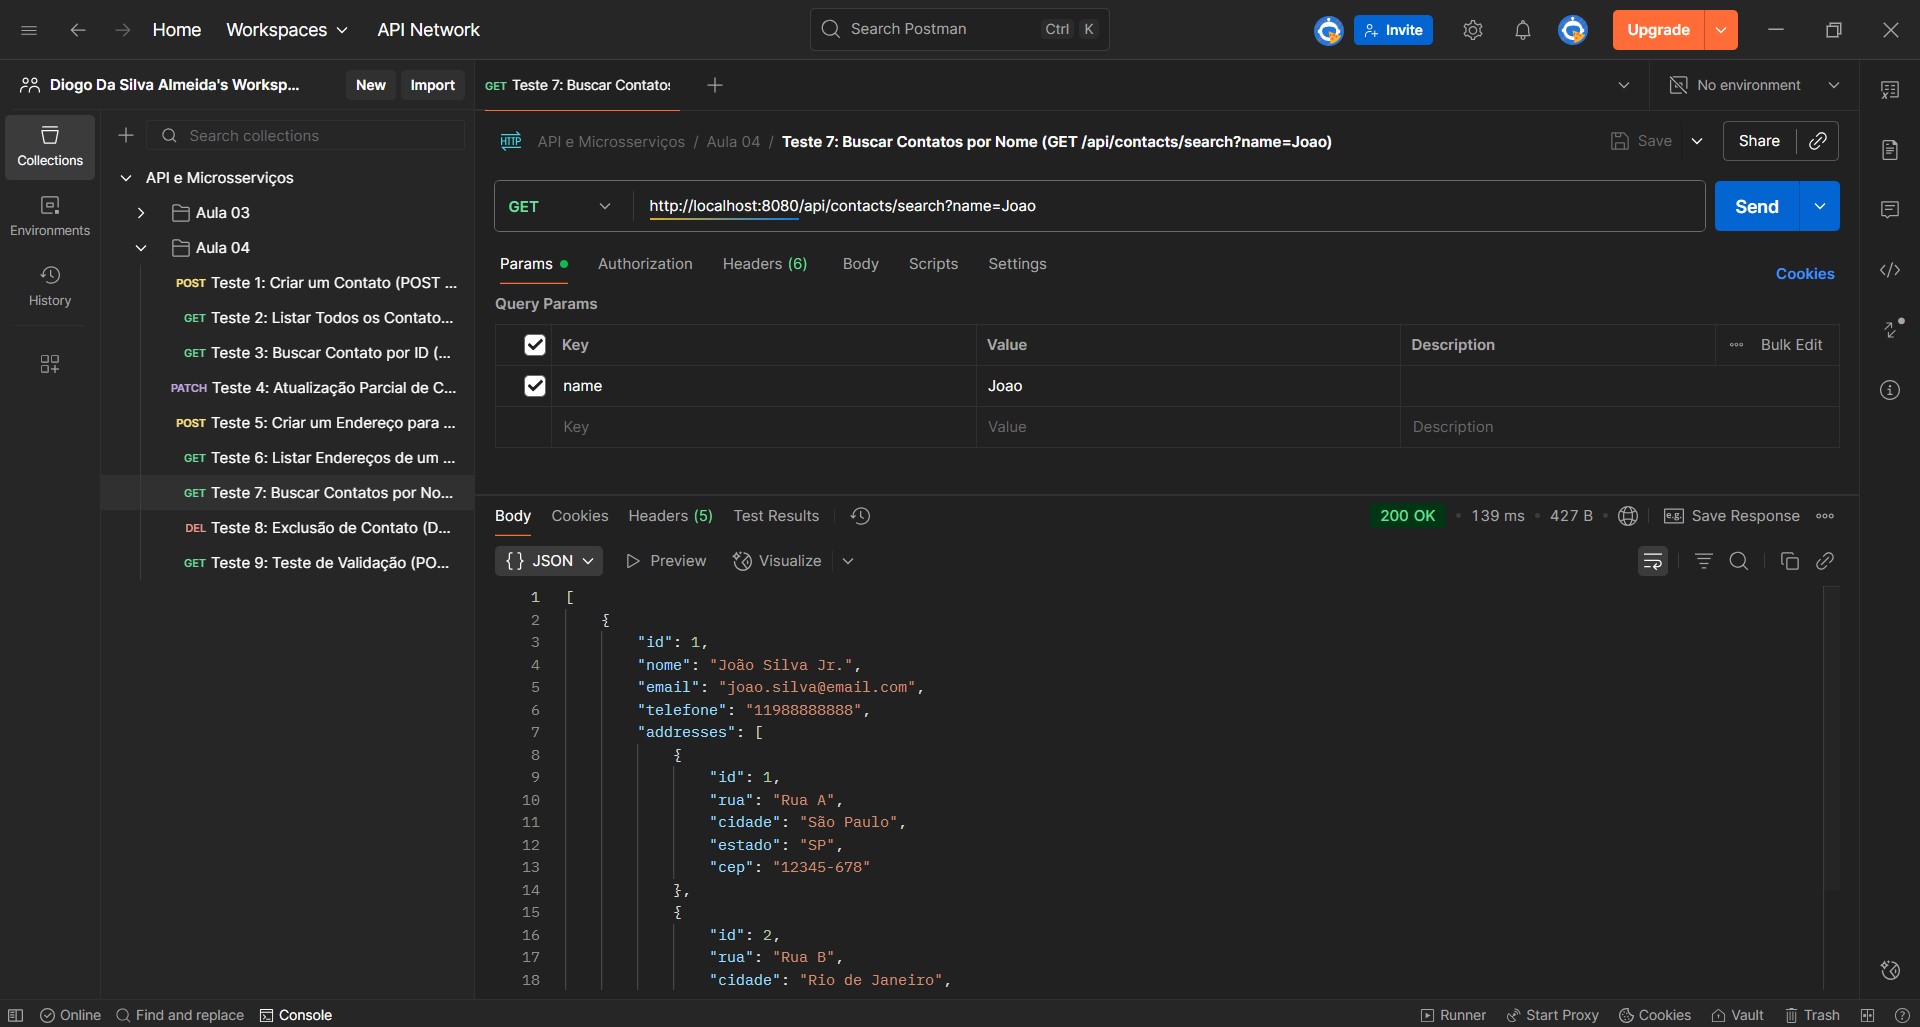 Home Workspaces API Network Search Postman Ctrl K Invite Upgrade
Diogo Da Silva Almeida's Worksp... New Import GET Teste 7: Buscar Contatos No environment
Collections
Search collections
Environments
History
API e Microsserviços
Aula 03
Aula 04
POST Teste 1: Criar um Contato (POST ...
GET Teste 2: Listar Todos os Contato...
GET Teste 3: Buscar Contato por ID (...
PATCH Teste 4: Atualização Parcial de C...
POST Teste 5: Criar um Endereço para ...
GET Teste 6: Listar Endereços de um ...
GET Teste 7: Buscar Contatos por No...
DEL Teste 8: Exclusão de Contato (D...
GET Teste 9: Teste de Validação (PO...
HTTP API e Microsserviços / Aula 04 / Teste 7: Buscar Contatos por Nome (GET /api/contacts/search?name=Joao) Save Share
GET http://localhost:8080/api/contacts/search?name=Joao Send
Params Authorization Headers (6) Body Scripts Settings Cookies
Query Params
Key Value Description Bulk Edit
name Joao
Key Value Description
Body Cookies Headers (5) Test Results 200 OK 139 ms 427 B e.g. Save Response
{} JSON Preview Visualize
1 [
2 {
3 "id": 1,
4 "nome": "João Silva Jr.",
5 "email": "joao.silva@email.com",
6 "telefone": "11988888888",
7 "addresses": [
8 {
9 "id": 1,
10 "rua": "Rua A",
11 "cidade": "São Paulo",
12 "estado": "SP",
13 "cep": "12345-678"
14 },
15 {
16 "id": 2,
17 "rua": "Rua B",
18 "cidade": "Rio de Janeiro",
Online Find and replace Console Runner Start Proxy Cookies Vault Trash